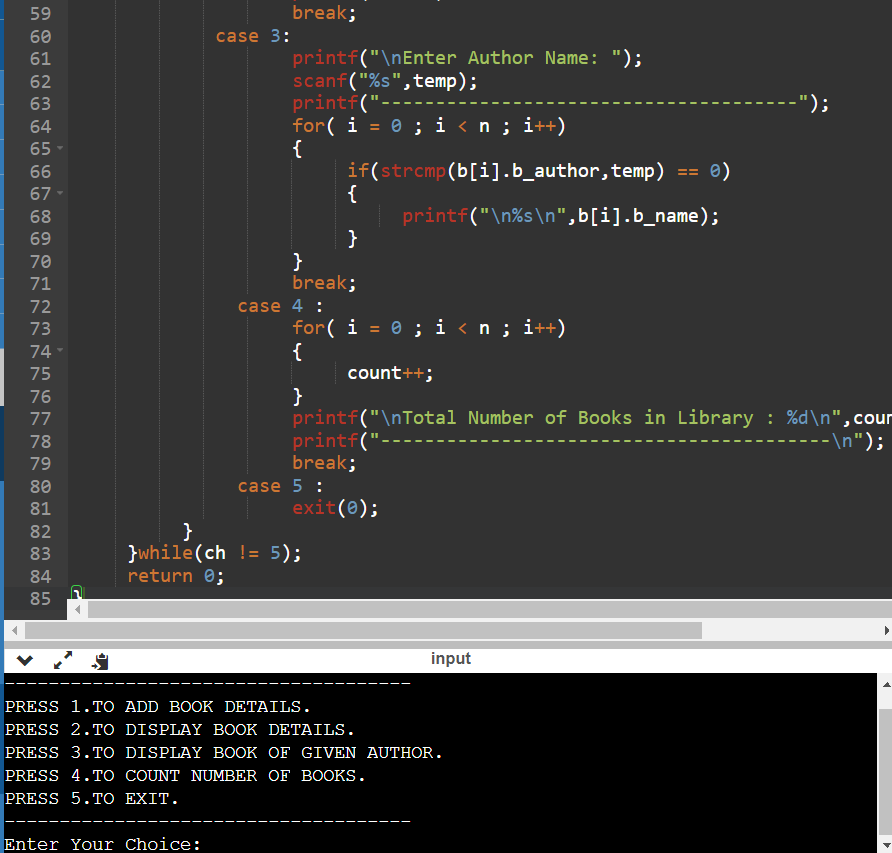 59 break;
60 case 3:
61 printf("\nEnter Author Name: ");
62 scanf("%s",temp);
63 printf("--------------------------------------");
64 for( i = 0 ; i < n ; i++)
65 {
66 if(strcmp(b[i].b_author,temp) == 0)
67 {
68 printf("\n%s\n",b[i].b_name);
69 }
70 }
71 break;
72 case 4 :
73 for( i = 0 ; i < n ; i++)
74 {
75 count++;
76 }
77 printf("\nTotal Number of Books in Library : %d\n",coun
78 printf("-----------------------------------------\n");
79 break;
80 case 5 :
81 exit(0);
82 }
83 }while(ch != 5);
84 return 0;
85 }
input
-------------------------------------
PRESS 1.TO ADD BOOK DETAILS.
PRESS 2.TO DISPLAY BOOK DETAILS.
PRESS 3.TO DISPLAY BOOK OF GIVEN AUTHOR.
PRESS 4.TO COUNT NUMBER OF BOOKS.
PRESS 5.TO EXIT.
-------------------------------------
Enter Your Choice: